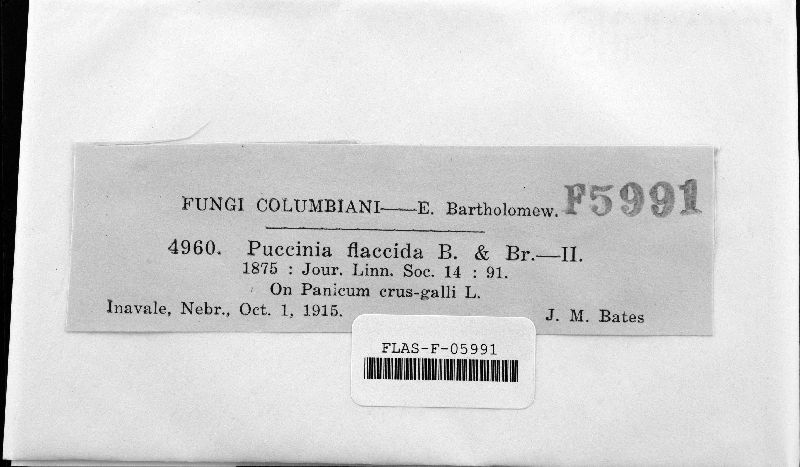 FUNGI COLUMBIANI——E. Bartholomew. F5991
4960. Puccinia flaccida B. & Br.—II.
1875 : Jour. Linn. Soc. 14 : 91.
On Panicum crus-galli L.
Inavale, Nebr., Oct. 1, 1915. J. M. Bates
FLAS-F-05991